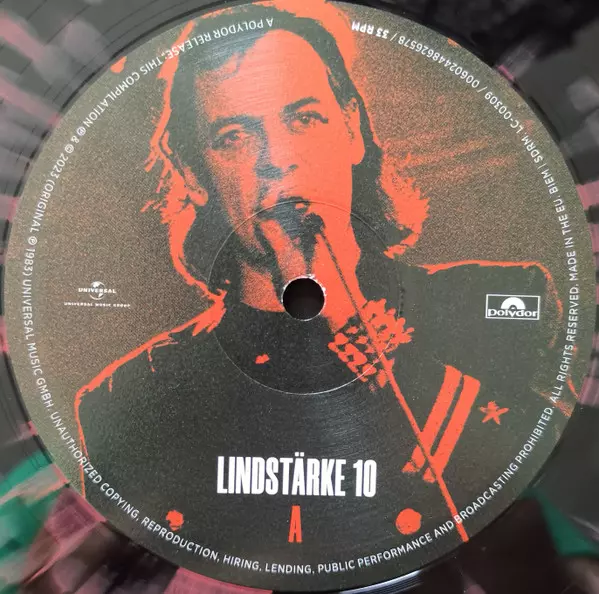 A POLYDOR RELEASE, THIS COMPILATION ℗ & © 2023 (ORIGINAL ℗ 1983) UNIVERSAL MUSIC GMBH. UNAUTHORIZED COPYING, REPRODUCTION, HIRING, LENDING, PUBLIC PERFORMANCE AND BROADCASTING PROHIBITED. ALL RIGHTS RESERVED. MADE IN THE EU. BIEM / SDRM, LC-00309 / 00602448626578 / 33 RPM
UNIVERSAL
UNIVERSAL MUSIC GROUP
Polydor
LINDSTÄRKE 10
A